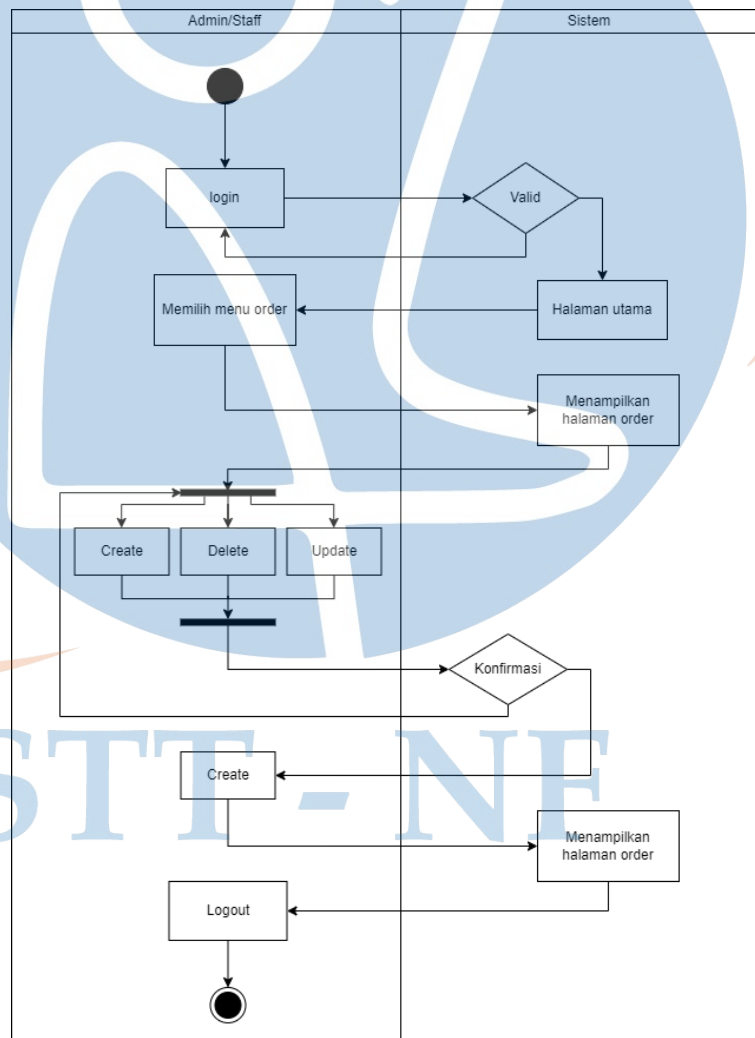 Admin/Staff
Sistem
login
Valid
Memilih menu order
Halaman utama
Menampilkan
halaman order
Create
Delete
Update
Konfirmasi
Create
Menampilkan
halaman order
Logout
STT - NF